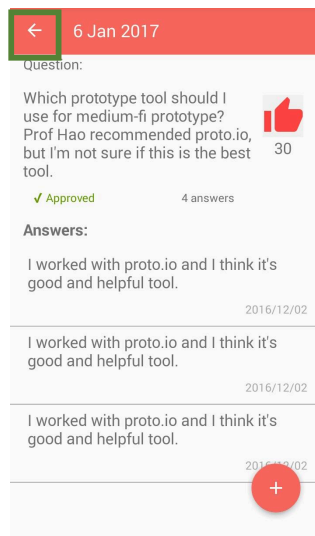 6 Jan 2017
Question:
Which prototype tool should I
use for medium-fi prototype?
Prof Hao recommended proto.io,
but I'm not sure if this is the best
tool.
30
✓ Approved 4 answers
Answers:
I worked with proto.io and I think it's
good and helpful tool.
2016/12/02
I worked with proto.io and I think it's
good and helpful tool.
2016/12/02
I worked with proto.io and I think it's
good and helpful tool.
2016/12/02